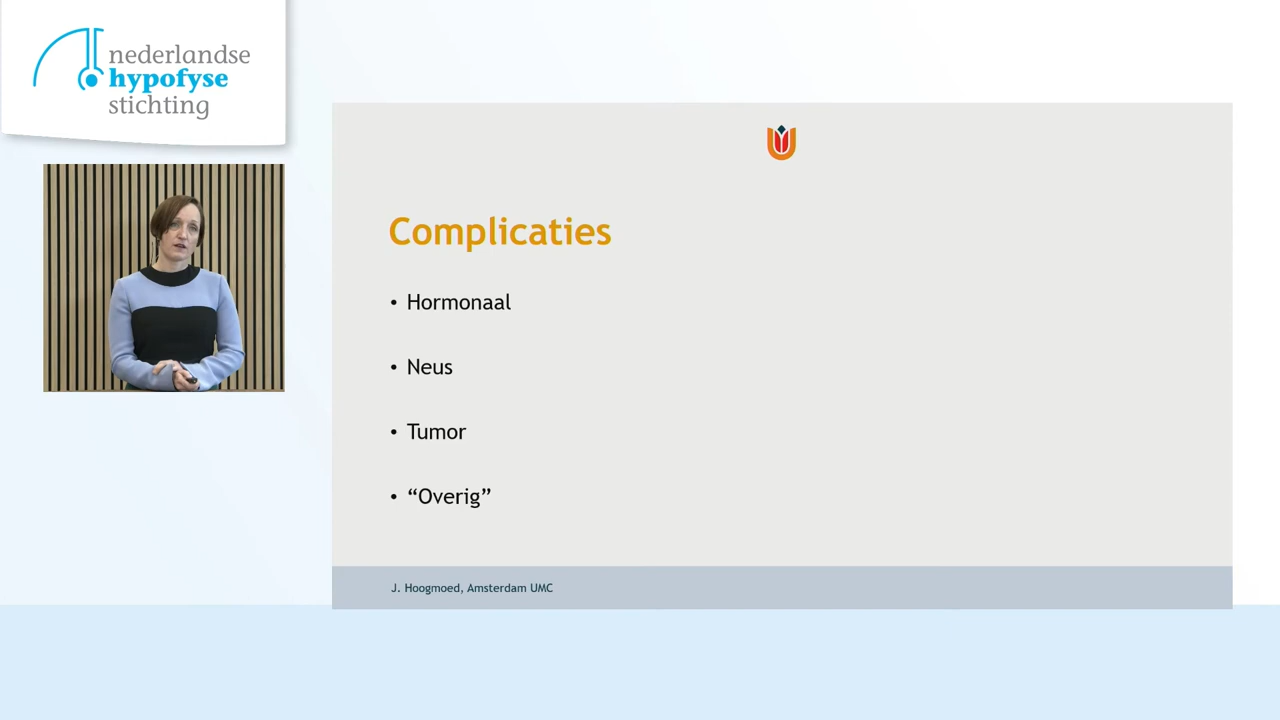 nederlandse
hypofyse
stichting
Complicaties
• Hormonaal
• Neus
• Tumor
• “Overig”
J. Hoogmoed, Amsterdam UMC